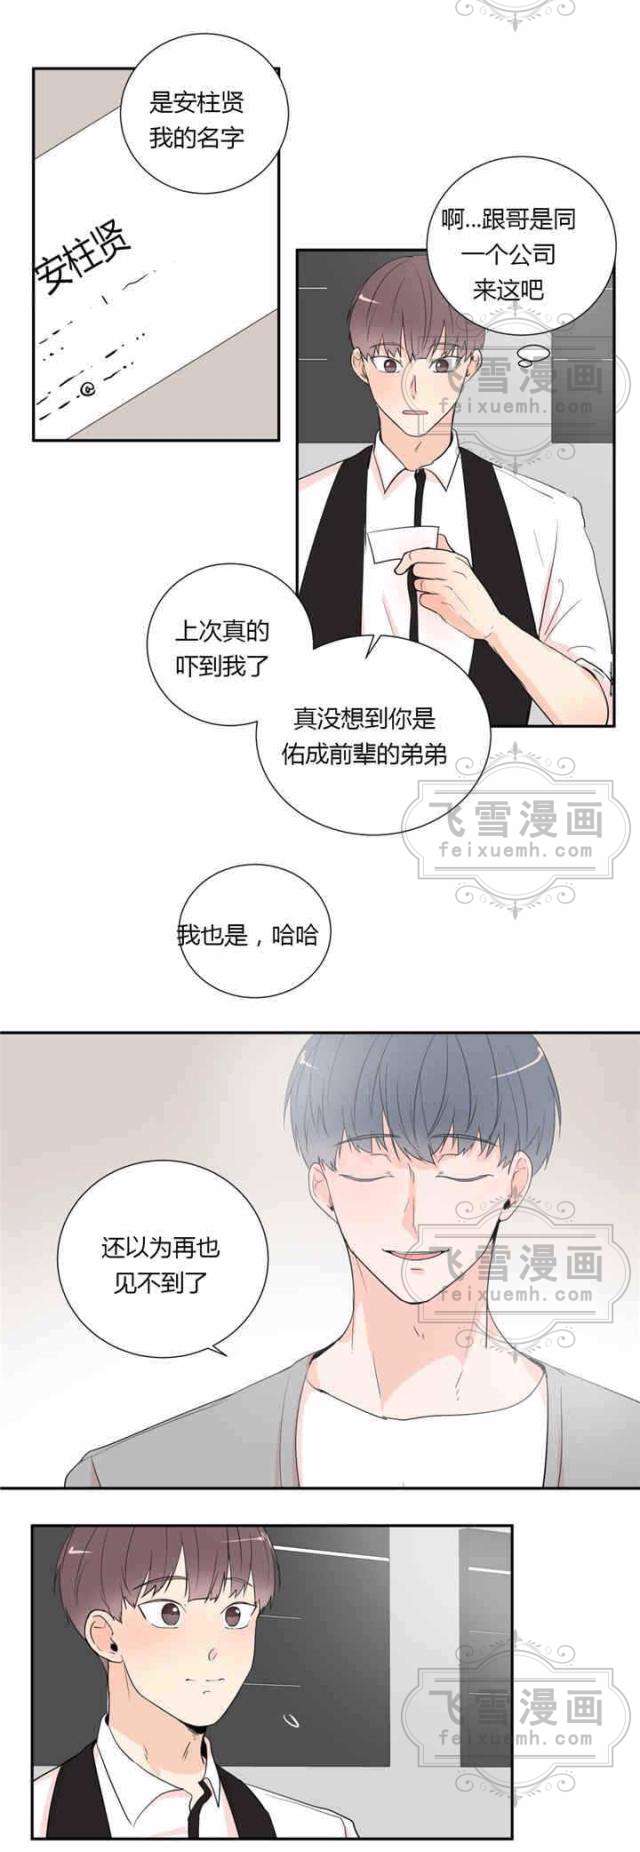 是安柱贤
我的名字
安柱贤
@
啊...跟哥是同
一个公司
来这吧
飞雪漫画
feixuemh.com
上次真的
吓到我了
真没想到你是
佑成前辈的弟弟
飞雪漫画
feixuemh.com
我也是，哈哈
还以为再也
见不到了
飞雪漫画
feixuemh.com
飞雪漫画
feixuemh.com